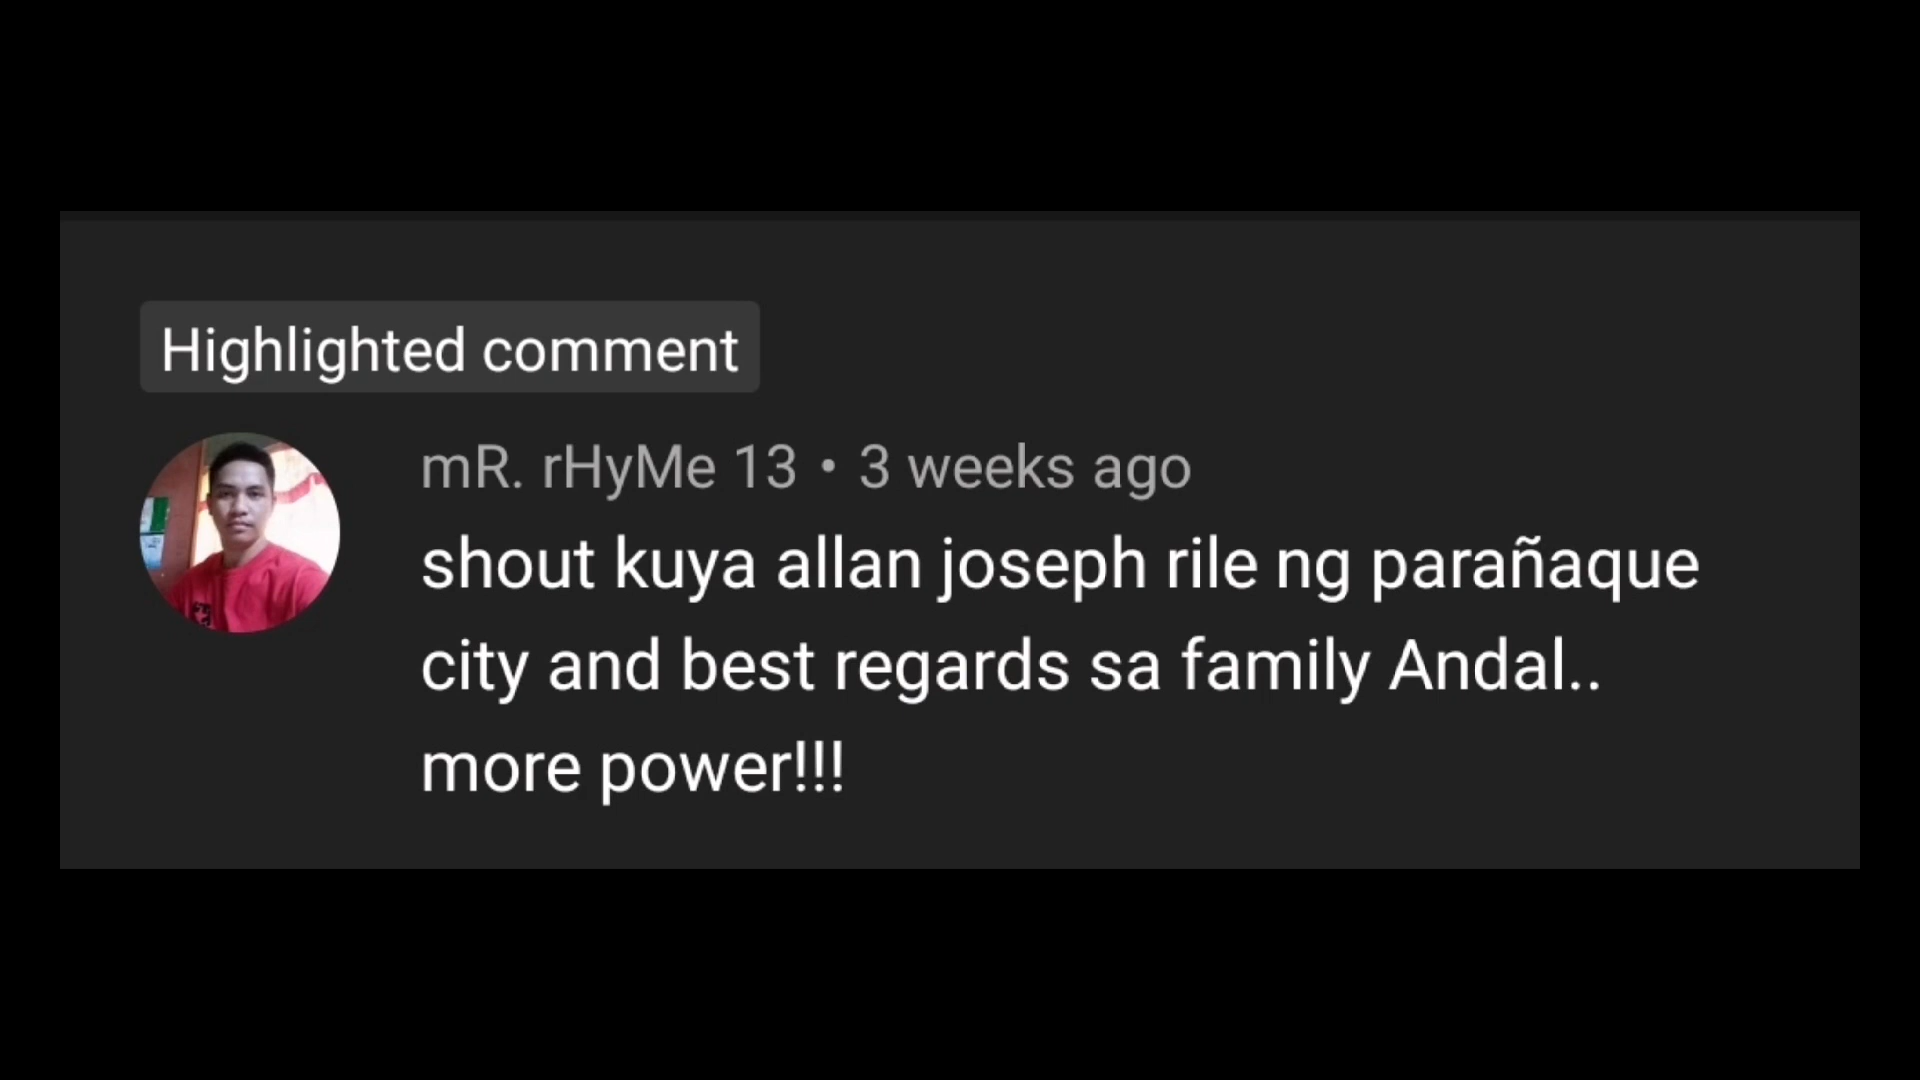 Highlighted comment
mR. rHyMe 13 • 3 weeks ago
shout kuya allan joseph rile ng parañaque
city and best regards sa family Andal..
more power!!!